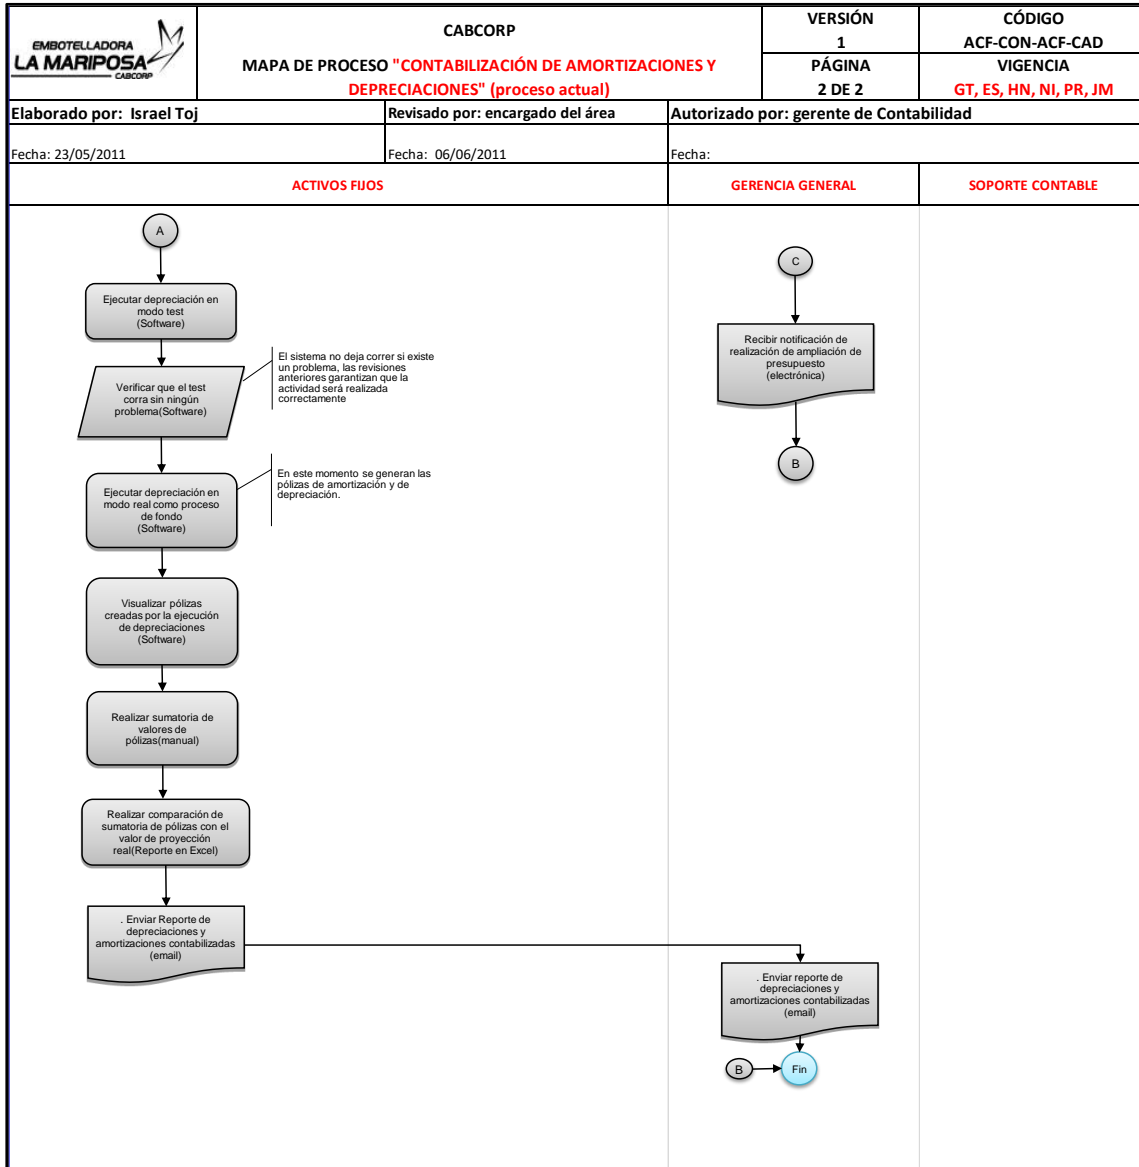 EMBOTELLADORA
LA MARIPOSA
CABCORP
CABCORP
MAPA DE PROCESO "CONTABILIZACIÓN DE AMORTIZACIONES Y
DEPRECIACIONES" (proceso actual)
VERSIÓN
1
CÓDIGO
ACF-CON-ACF-CAD
PÁGINA
2 DE 2
VIGENCIA
GT, ES, HN, NI, PR, JM
Elaborado por: Israel Toj
Revisado por: encargado del área
Autorizado por: gerente de Contabilidad
Fecha: 23/05/2011
Fecha: 06/06/2011
Fecha:
ACTIVOS FIJOS
GERENCIA GENERAL
SOPORTE CONTABLE
A
Ejecutar depreciación en
modo test
(Software)
Verificar que el test
corra sin ningún
problema(Software)
El sistema no deja correr si existe
un problema, las revisiones
anteriores garantizan que la
actividad será realizada
correctamente
Ejecutar depreciación en
modo real como proceso
de fondo
(Software)
En este momento se generan las
pólizas de amortización y de
depreciación.
Visualizar pólizas
creadas por la ejecución
de depreciaciones
(Software)
Realizar sumatoria de
valores de
pólizas(manual)
Realizar comparación de
sumatoria de pólizas con el
valor de proyección
real(Reporte en Excel)
. Enviar Reporte de
depreciaciones y
amortizaciones contabilizadas
(email)
C
Recibir notificación de
realización de ampliación de
presupuesto
(electrónica)
B
. Enviar reporte de
depreciaciones y
amortizaciones contabilizadas
(email)
B
Fin